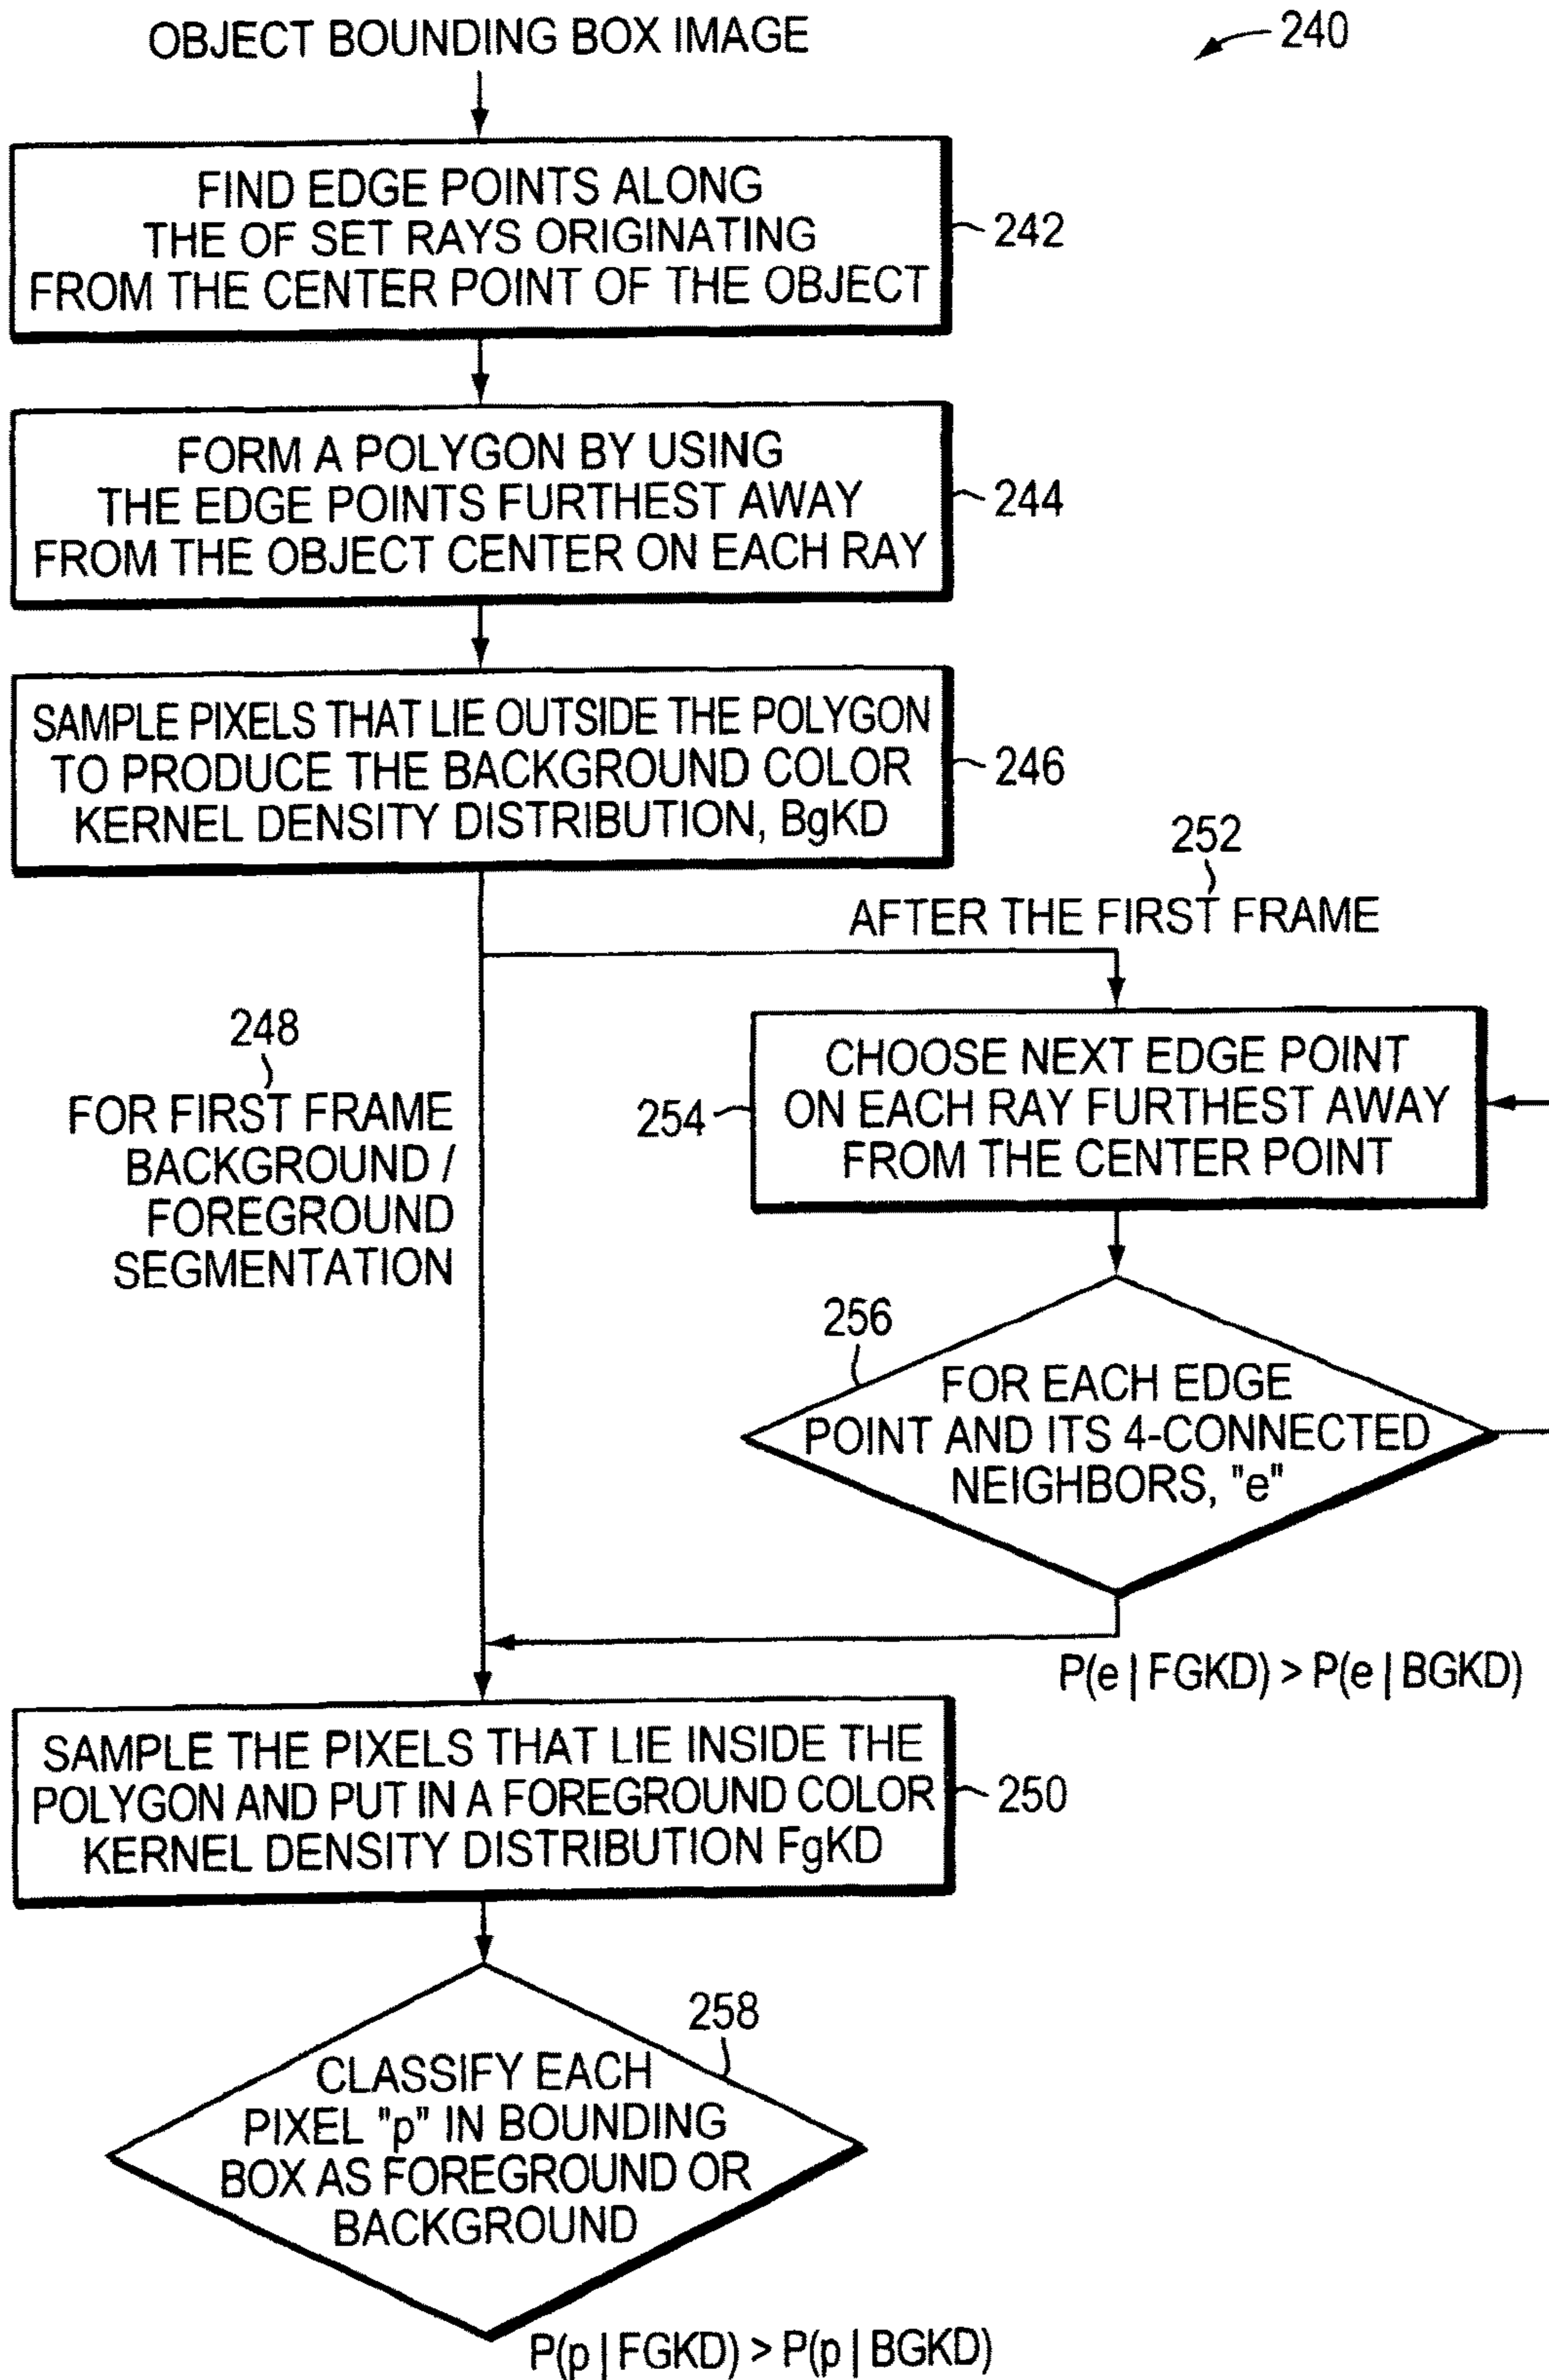 OBJECT BOUNDING BOX IMAGE
240
FIND EDGE POINTS ALONG
THE OF SET RAYS ORIGINATING
FROM THE CENTER POINT OF THE OBJECT
242
FORM A POLYGON BY USING
THE EDGE POINTS FURTHEST AWAY
FROM THE OBJECT CENTER ON EACH RAY
244
SAMPLE PIXELS THAT LIE OUTSIDE THE POLYGON
TO PRODUCE THE BACKGROUND COLOR
KERNEL DENSITY DISTRIBUTION, BgKD
246
252
AFTER THE FIRST FRAME
248
FOR FIRST FRAME
BACKGROUND /
FOREGROUND
SEGMENTATION
CHOOSE NEXT EDGE POINT
ON EACH RAY FURTHEST AWAY
FROM THE CENTER POINT
254
256
FOR EACH EDGE
POINT AND ITS 4-CONNECTED
NEIGHBORS, "e"
P(e | FGKD) > P(e | BGKD)
SAMPLE THE PIXELS THAT LIE INSIDE THE
POLYGON AND PUT IN A FOREGROUND COLOR
KERNEL DENSITY DISTRIBUTION FgKD
250
258
CLASSIFY EACH
PIXEL "p" IN BOUNDING
BOX AS FOREGROUND OR
BACKGROUND
P(p | FGKD) > P(p | BGKD)